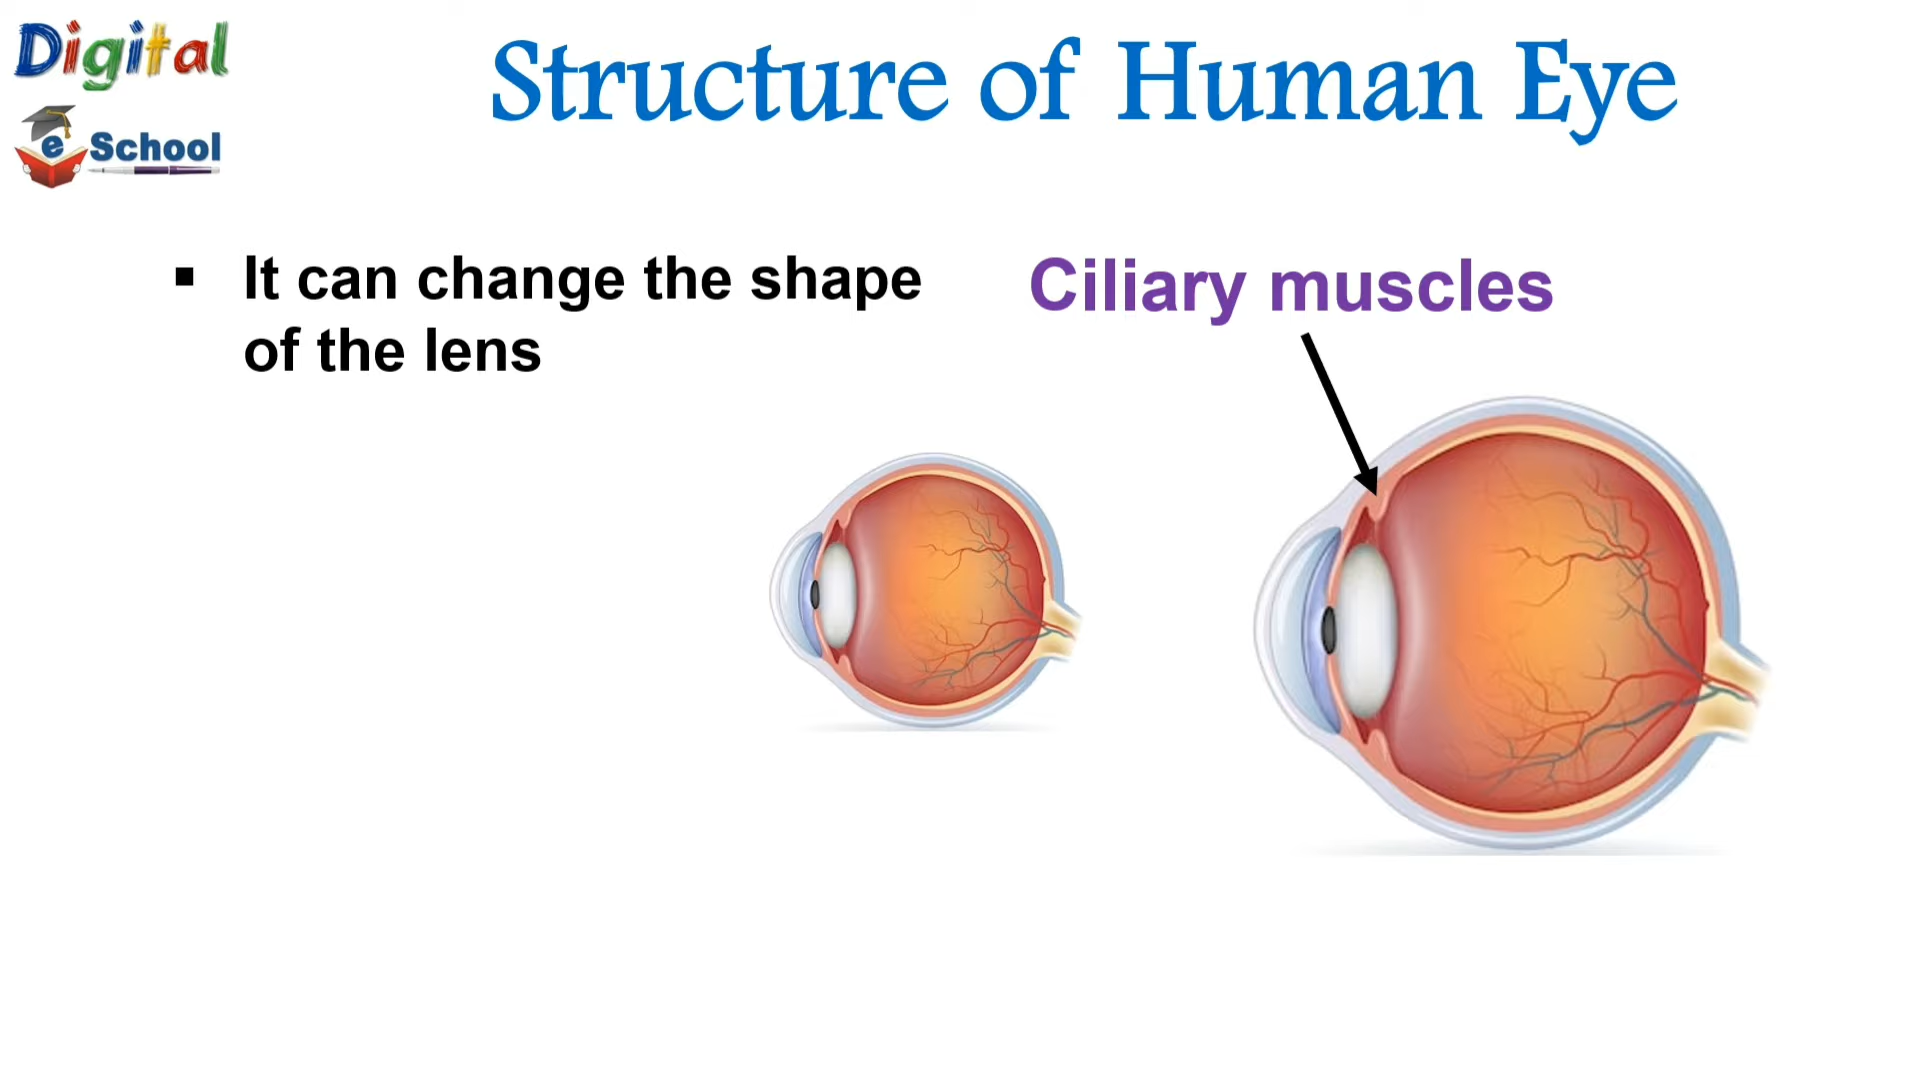 Digital
e School
Structure of Human Eye
▪ It can change the shape
of the lens
Ciliary muscles